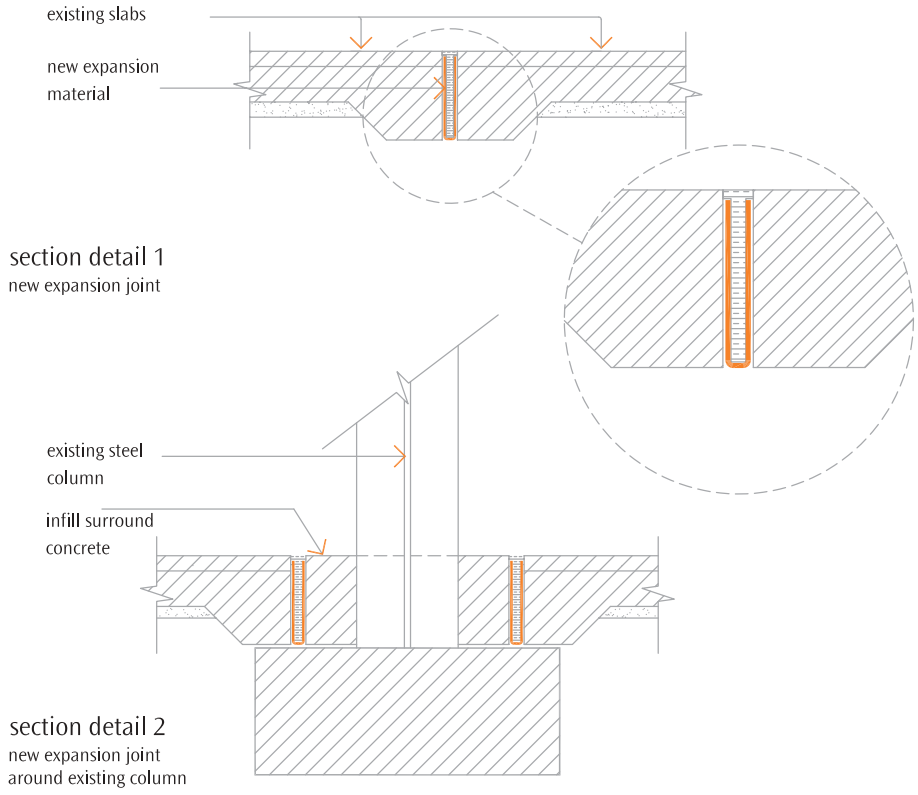 existing slabs
new expansion
material
section detail 1
new expansion joint
existing steel
column
infill surround
concrete
section detail 2
new expansion joint
around existing column